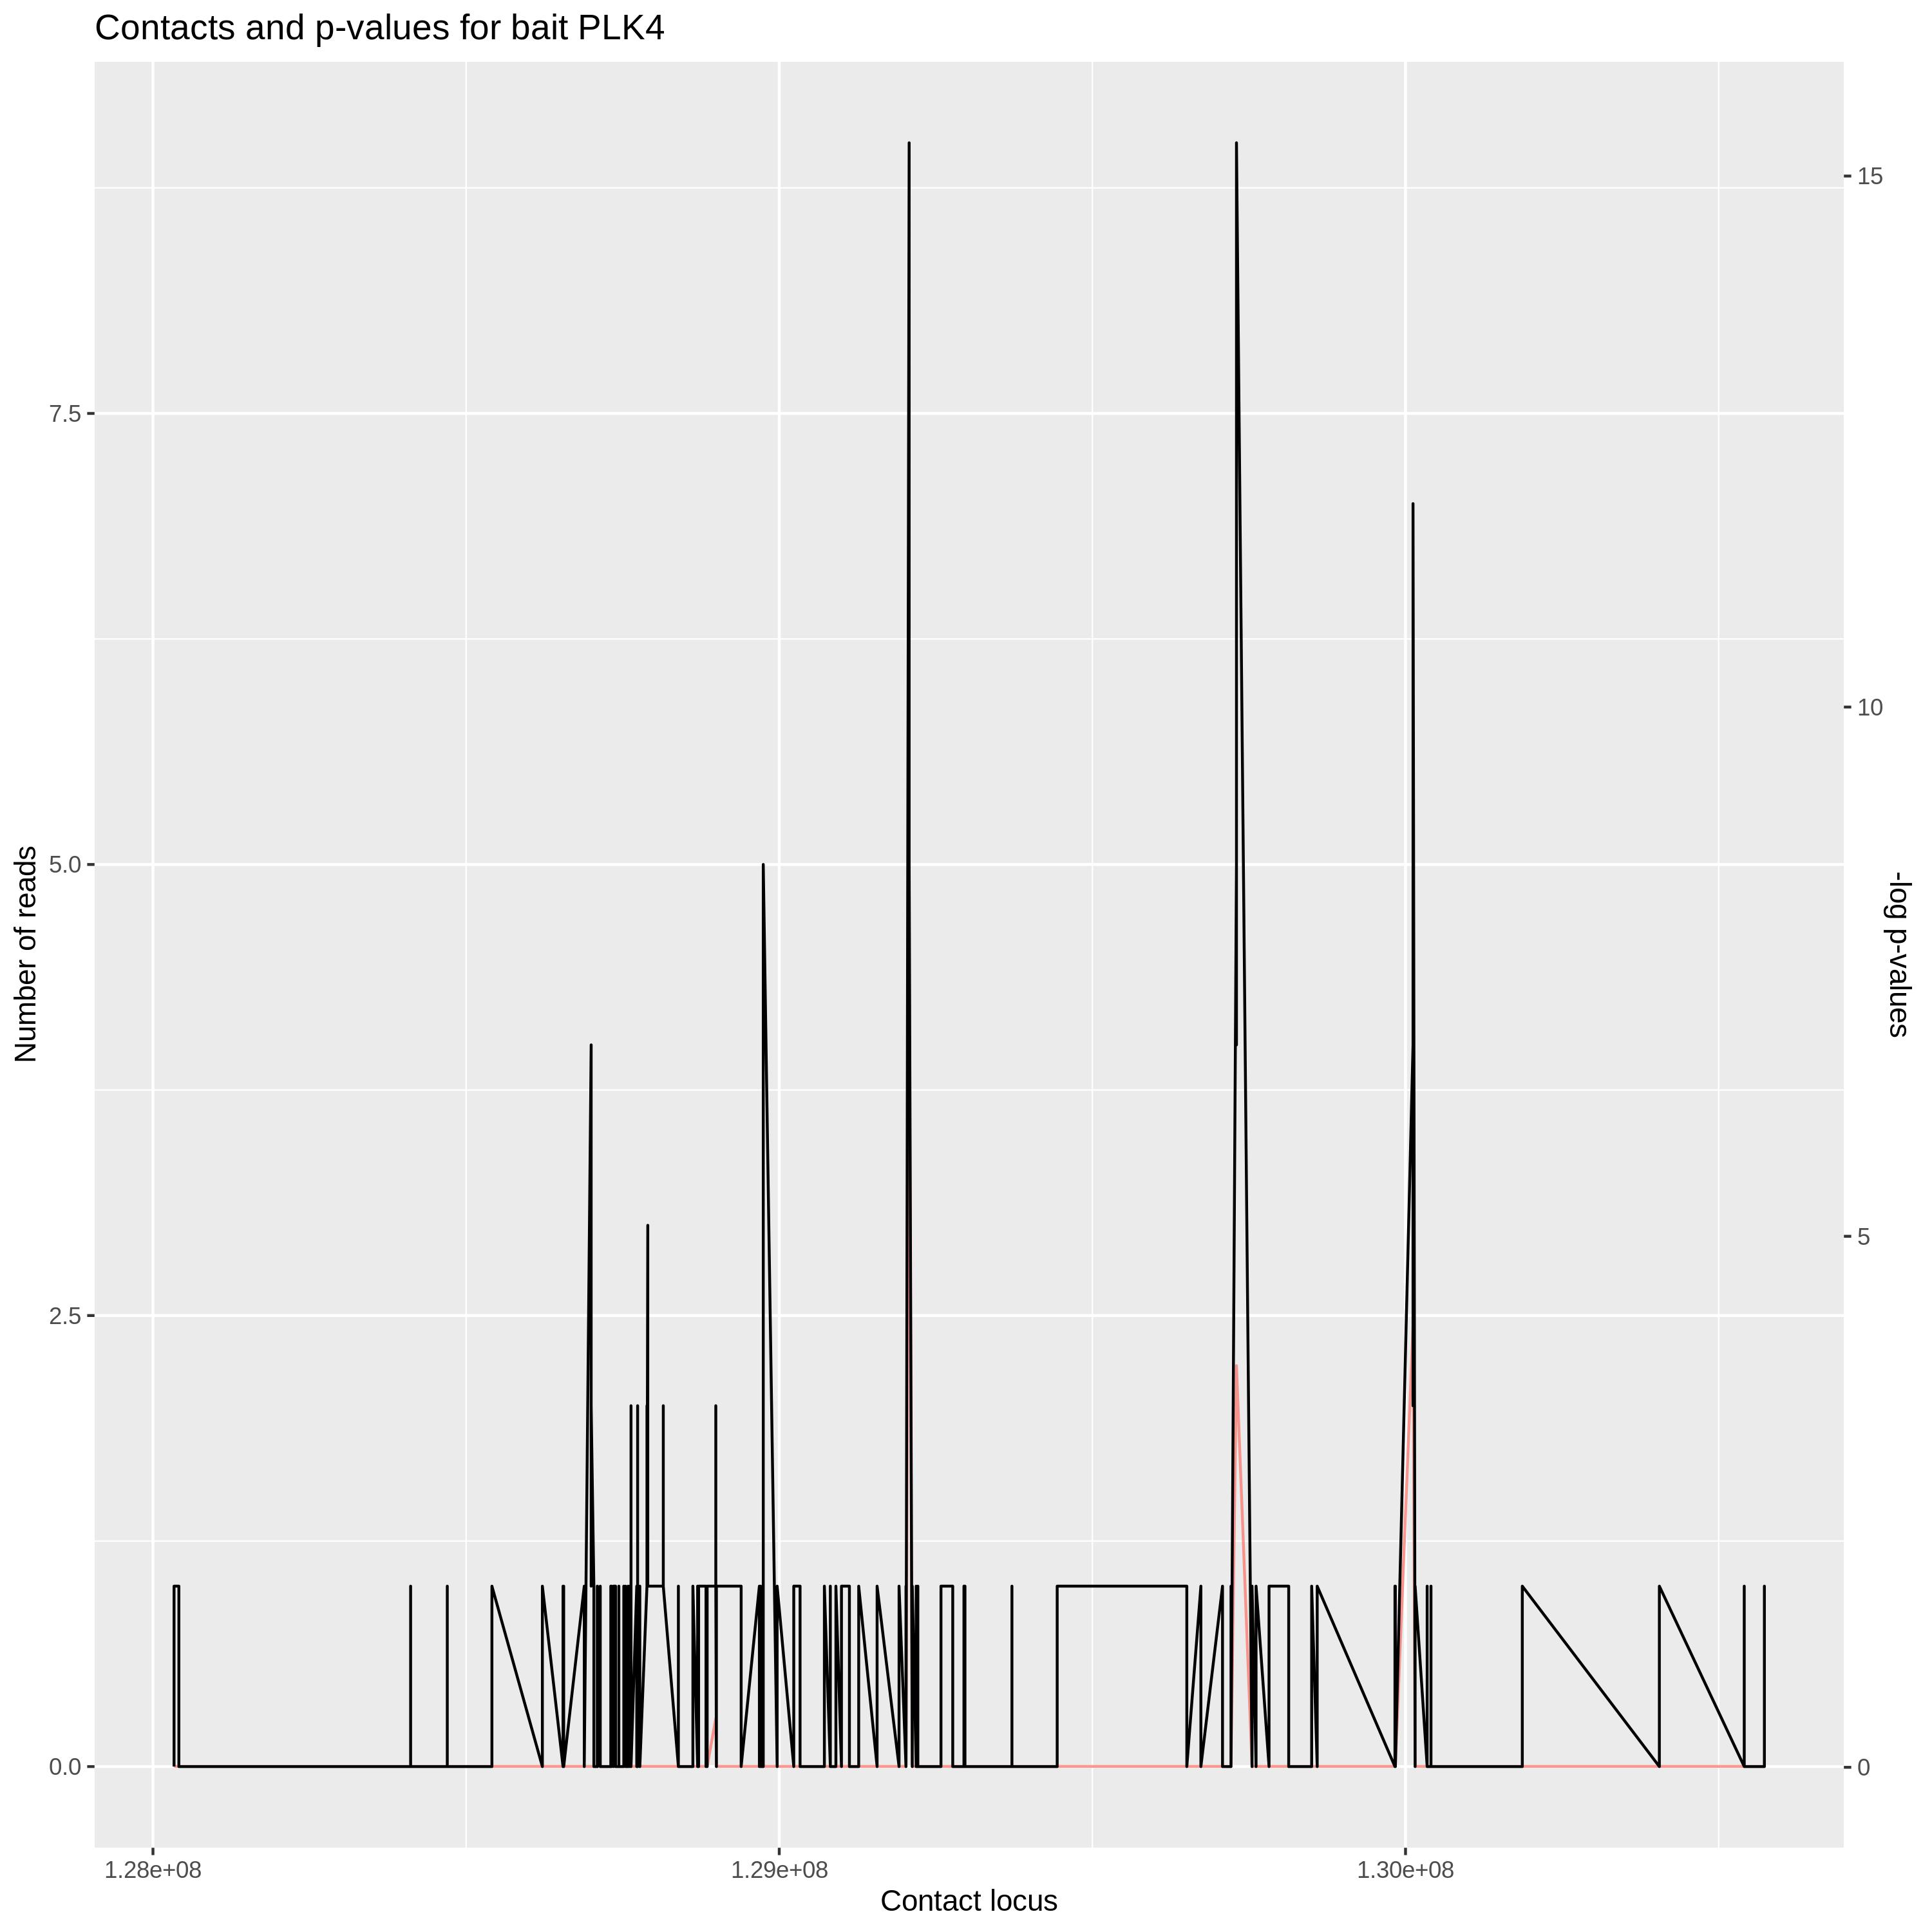 Contacts and p-values for bait PLK4
15
7.5
10
5.0
Number of reads
-log p-values
5
2.5
0.0
0
1.28e+08
1.29e+08
1.30e+08
Contact locus